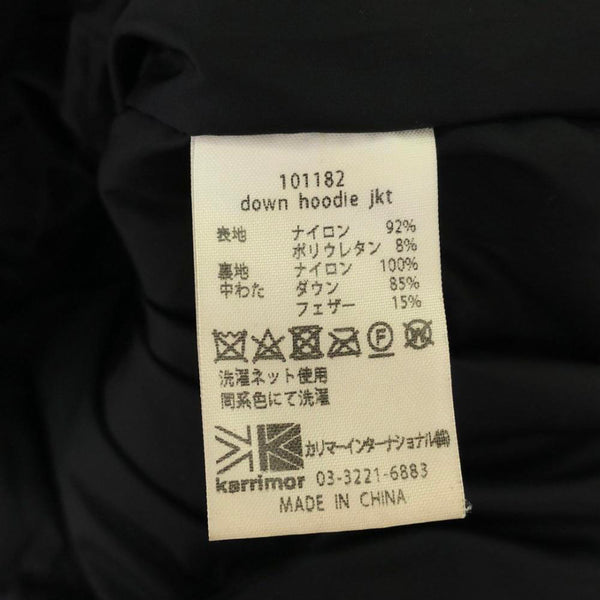 101182
down hoodie jkt
表地 ナイロン 92%
ポリウレタン 8%
裏地 ナイロン 100%
中わた ダウン 85%
フェザー 15%
F W
洗濯ネット使用
同系色にて洗濯
カリマーインターナショナル㈱
karrimor 03-3221-6883
MADE IN CHINA